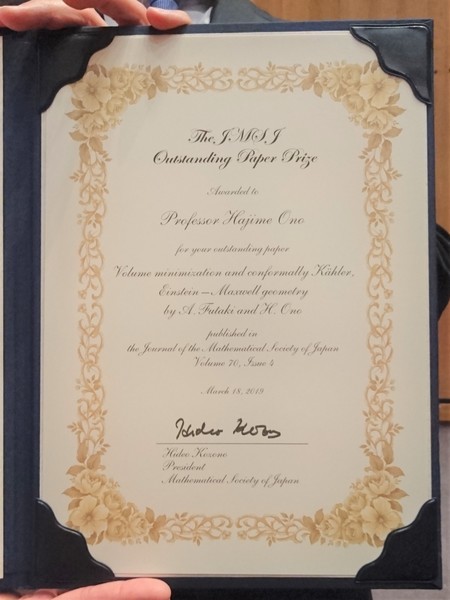 The JMSJ
Outstanding Paper Prize
Awarded to
Professor Hajime Ono
for your outstanding paper
Volume minimization and conformally Kähler,
Einstein–Maxwell geometry
by A. Futaki and H. Ono
published in
the Journal of the Mathematical Society of Japan
Volume 70, Issue 4
March 18, 2019
Hideo Kozono
President
Mathematical Society of Japan